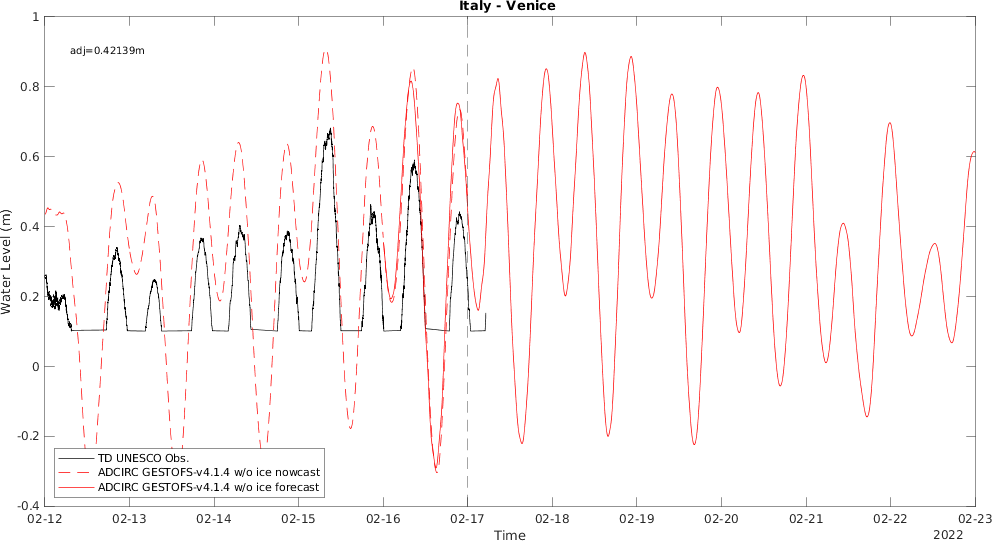 Italy - Venice
adj=0.42139m
Water Level (m)
1
0.8
0.6
0.4
0.2
0
-0.2
-0.4
TD UNESCO Obs.
ADCIRC GESTOFS-v4.1.4 w/o ice nowcast
ADCIRC GESTOFS-v4.1.4 w/o ice forecast
02-12 02-13 02-14 02-15 02-16 02-17 02-18 02-19 02-20 02-21 02-22 02-23
Time
2022